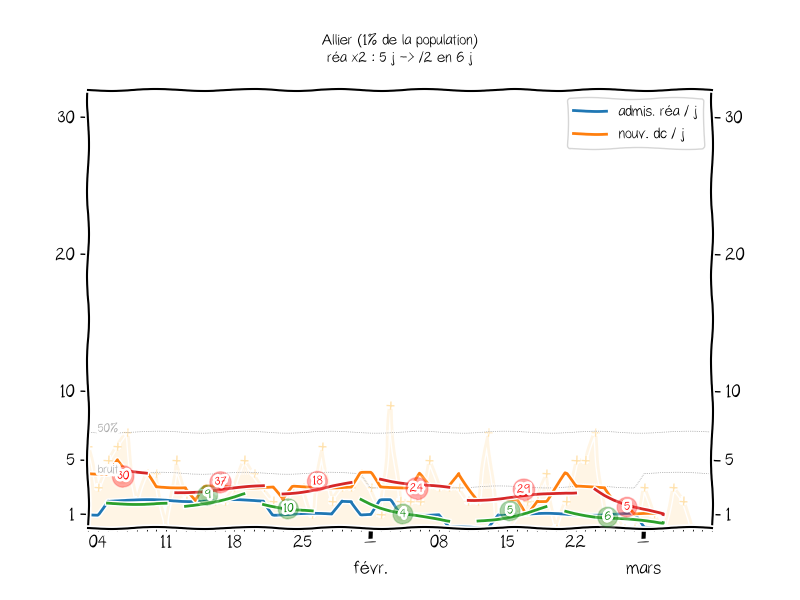 Allier (1% de la population)
réa x2 : 5 j -> /2 en 6 j
admis. réa / j
nouv. dc / j
30 30
20 20
10 10
50%
5 5
bruit
30 37 18 24 29 5
9 10 4 5 6
1 1
04 11 18 25 1 08 15 22 1
févr. mars